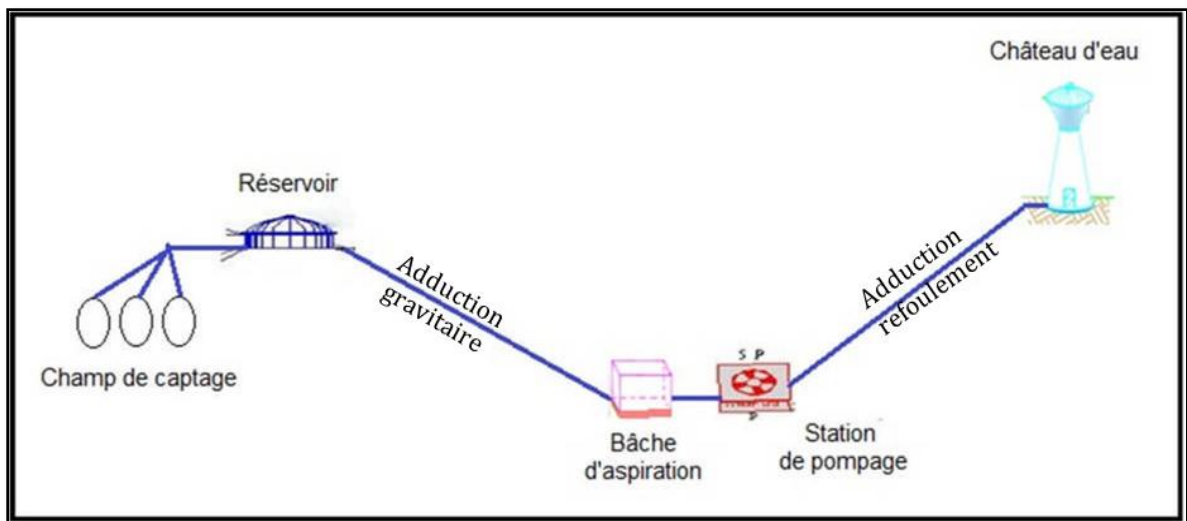 Château d'eau
Réservoir
Adduction
gravitaire
Adduction
refoulement
Champ de captage
S P
Bâche
d'aspiration
Station
de pompage